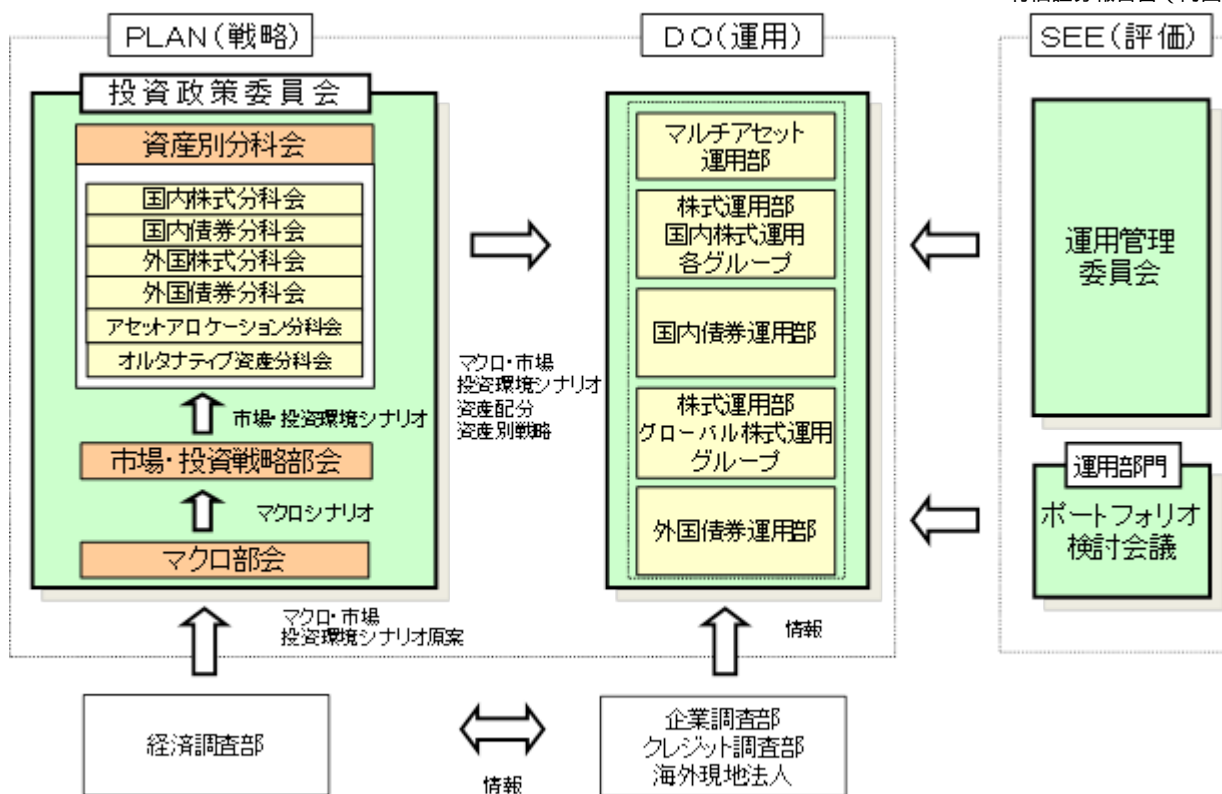 PLAN(戦略)
投資政策委員会
資産別分科会
国内株式分科会
国内債券分科会
外国株式分科会
外国債券分科会
アセットアロケーション分科会
オルタナティブ資産分科会
市場・投資環境シナリオ
市場・投資戦略部会
マクロシナリオ
マクロ部会
マクロ・市場
投資環境シナリオ原案
経済調査部
マクロ・市場
投資環境シナリオ
資産配分
資産別戦略
DO(運用)
マルチアセット
運用部
株式運用部
国内株式運用
各グループ
国内債券運用部
株式運用部
グローバル株式運用
グループ
外国債券運用部
情報
企業調査部
クレジット調査部
海外現地法人
情報
SEE(評価)
運用管理
委員会
運用部門
ポートフォリオ
検討会議